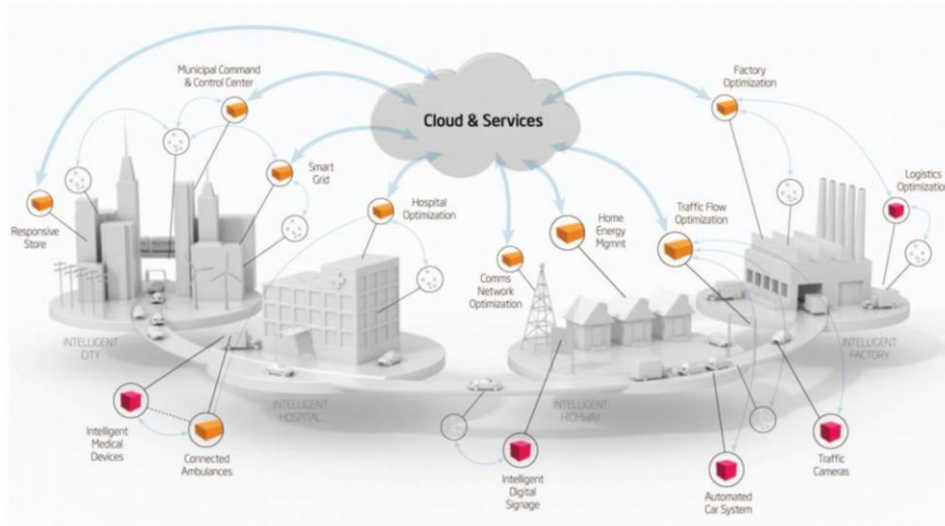 Cloud & Services
Municipal Command
& Control Center
Factory
Optimization
Smart
Grid
Hospital
Optimization
Responsive
Store
Home
Energy
Mgmnt
Traffic Flow
Optimization
Logistics
Optimization
Comms
Network
Optimization
INTELLIGENT
CITY
INTELLIGENT
HOSPITAL
INTELLIGENT
HIGHWAY
INTELLIGENT
FACTORY
Intelligent
Medical
Devices
Connected
Ambulances
Intelligent
Digital
Signage
Automated
Car System
Traffic
Cameras